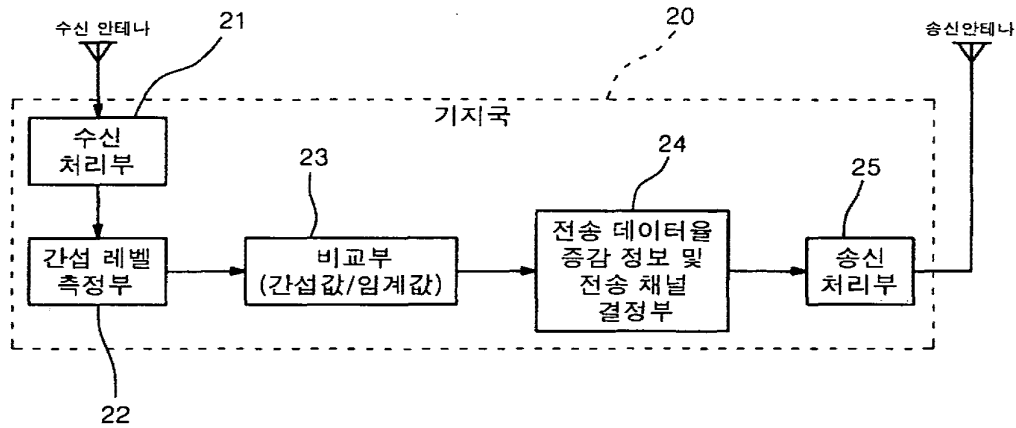 수신 안테나
21
20
송신안테나
기지국
수신
처리부
23
24
25
간섭 레벨
측정부
비교부
(간섭값/임계값)
전송 데이터율
증감 정보 및
전송 채널
결정부
송신
처리부
22